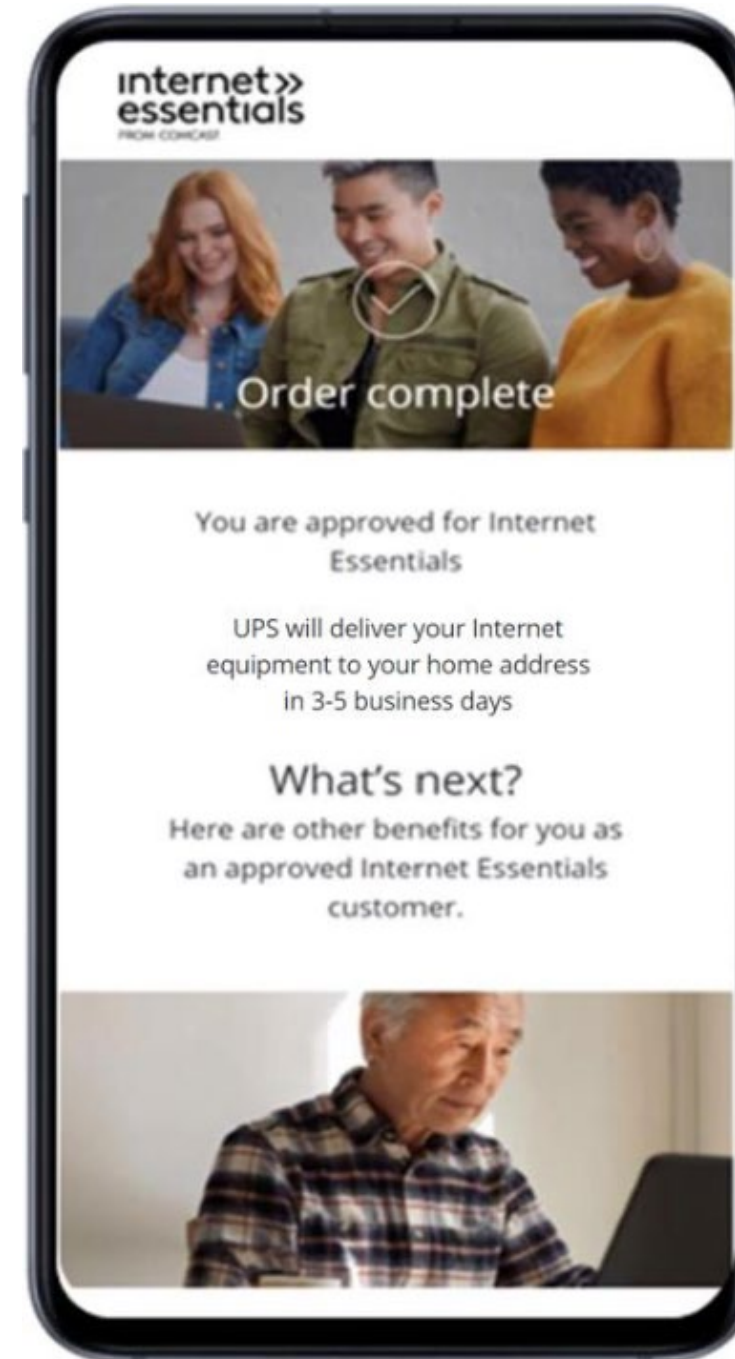 internet»
essentials
FROM COMCAST
Order complete
You are approved for Internet
Essentials
UPS will deliver your Internet
equipment to your home address
in 3-5 business days
What's next?
Here are other benefits for you as
an approved Internet Essentials
customer.